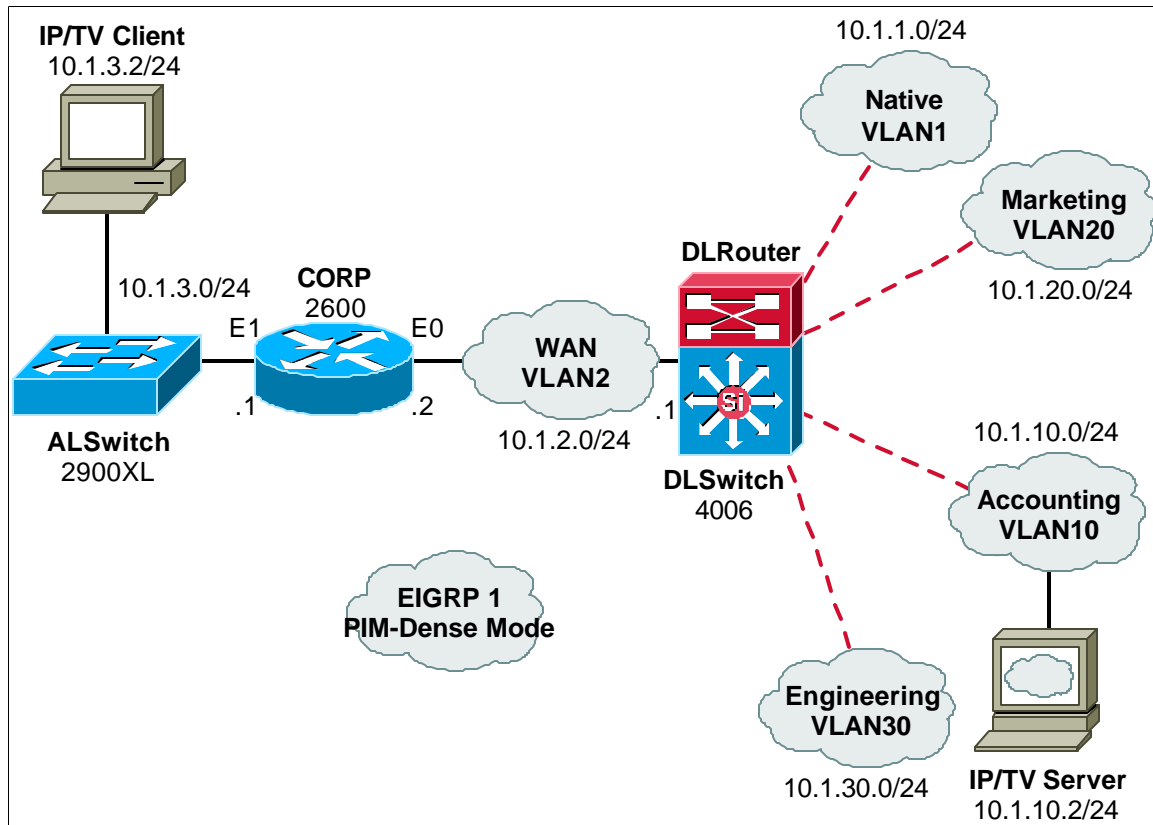 IP/TV Client
10.1.3.2/24
10.1.1.0/24
Native
VLAN1
Marketing
VLAN20
10.1.20.0/24
DLRouter
CORP
2600
10.1.3.0/24
E1
E0
WAN
VLAN2
.1
.2
.1
Si
10.1.2.0/24
ALSwitch
2900XL
DLSwitch
4006
10.1.10.0/24
Accounting
VLAN10
EIGRP 1
PIM-Dense Mode
Engineering
VLAN30
10.1.30.0/24
IP/TV Server
10.1.10.2/24